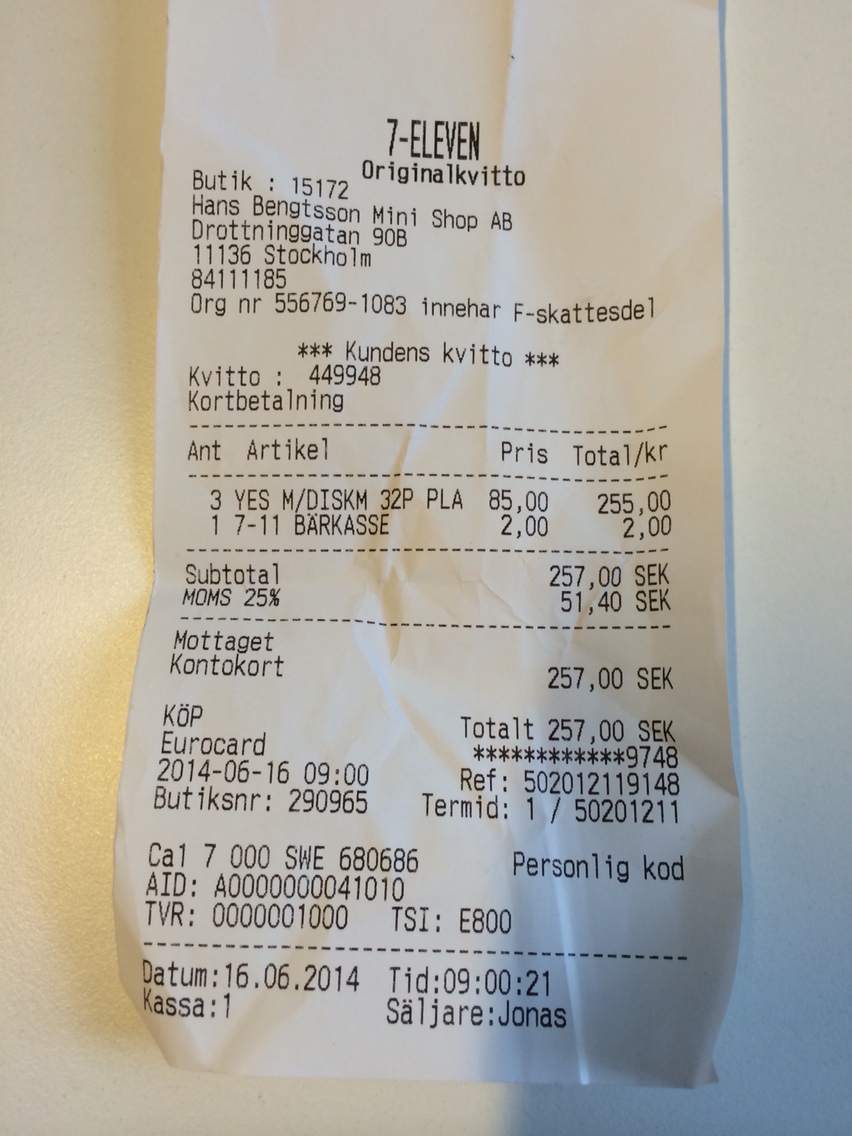 7-ELEVEN
Originalkvitto
Butik : 15172
Hans Bengtsson Mini Shop AB
Drottninggatan 90B
11136 Stockholm
84111185
Org nr 556769-1083 innehar F-skattesdel
*** Kundens kvitto ***
Kvitto : 449948
Kortbetalning
Ant Artikel Pris Total/kr
3 YES M/DISKM 32P PLA 85,00 255,00
1 7-11 BÄRKASSE 2,00 2,00
Subtotal 257,00 SEK
MOMS 25% 51,40 SEK
Mottaget
Kontokort 257,00 SEK
KÖP Totalt 257,00 SEK
Eurocard ************9748
2014-06-16 09:00 Ref: 502012119148
Butiksnr: 290965 Termid: 1 / 50201211
Ca1 7 000 SWE 680686 Personlig kod
AID: A0000000041010
TVR: 0000001000 TSI: E800
Datum:16.06.2014 Tid:09:00:21
Kassa:1 Säljare:Jonas